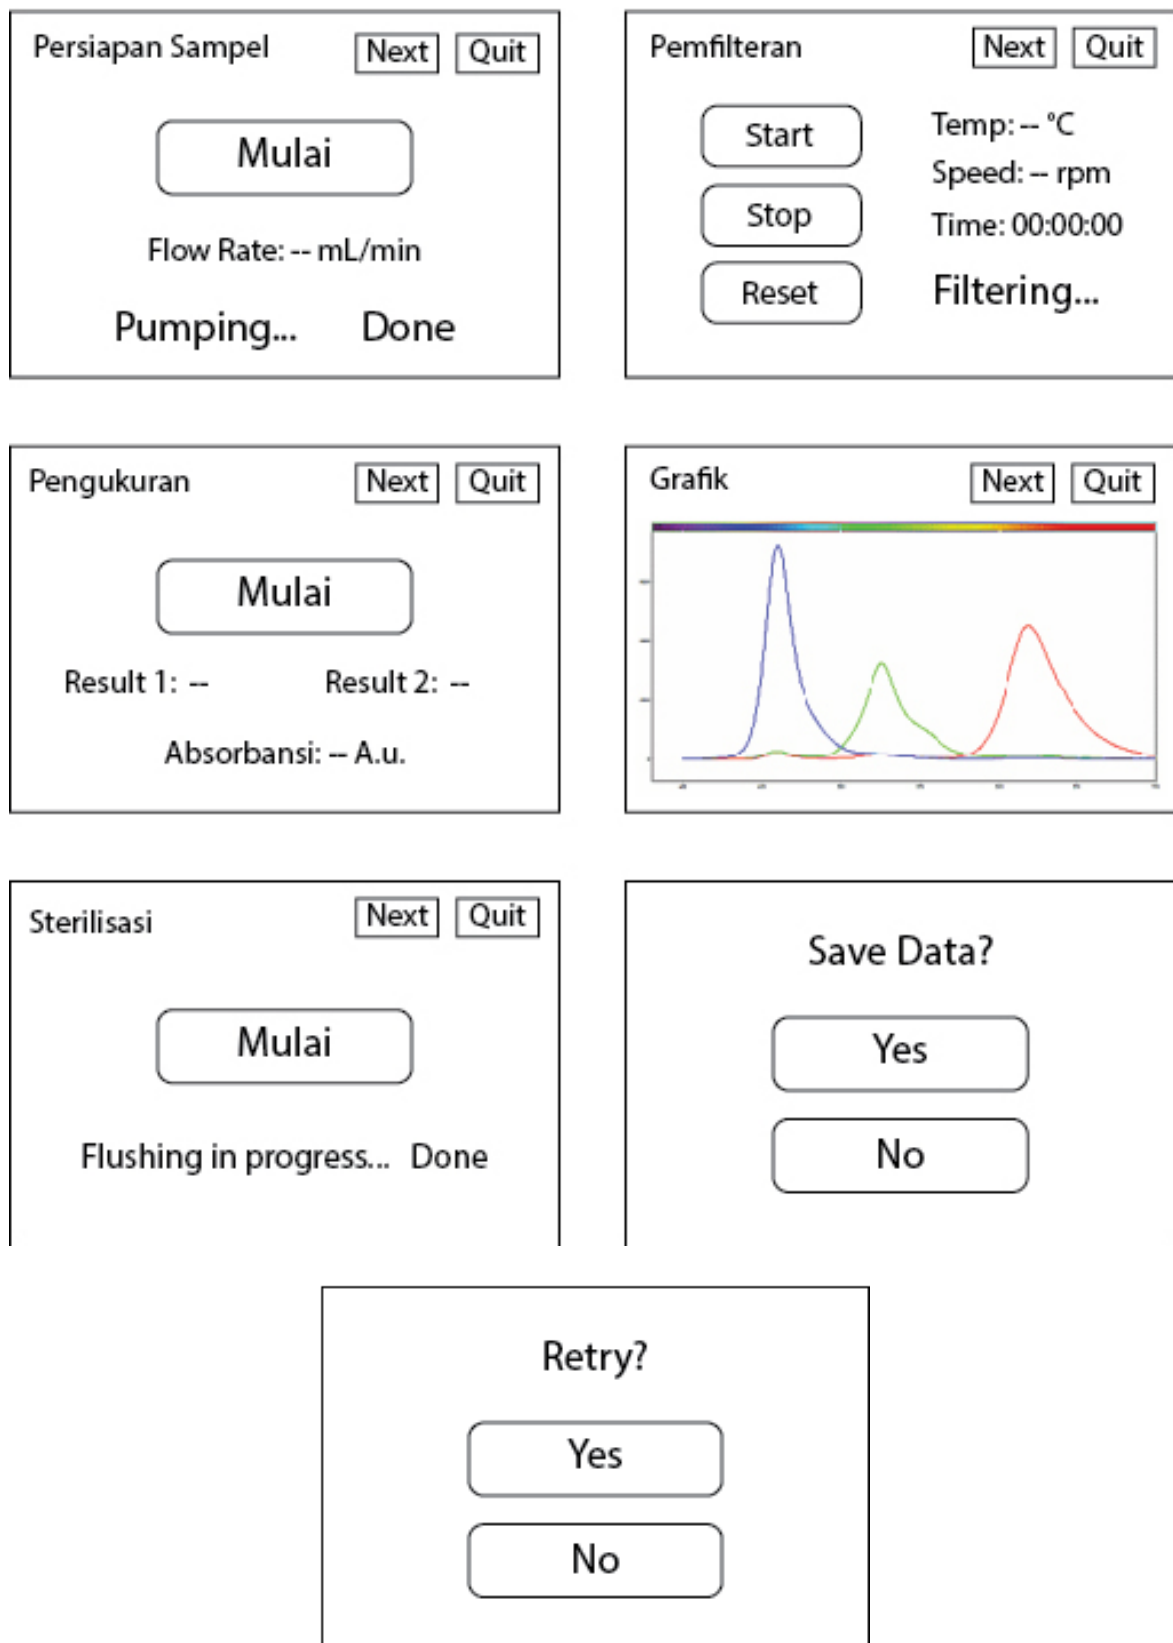 Persiapan Sampel Next Quit
Mulai
Flow Rate: -- mL/min
Pumping... Done
Pemfilteran Next Quit
Start
Stop
Reset
Temp: -- °C
Speed: -- rpm
Time: 00:00:00
Filtering...
Pengukuran Next Quit
Mulai
Result 1: -- Result 2: --
Absorbansi: -- A.u.
Grafik Next Quit
Sterilisasi Next Quit
Mulai
Flushing in progress... Done
Save Data?
Yes
No
Retry?
Yes
No